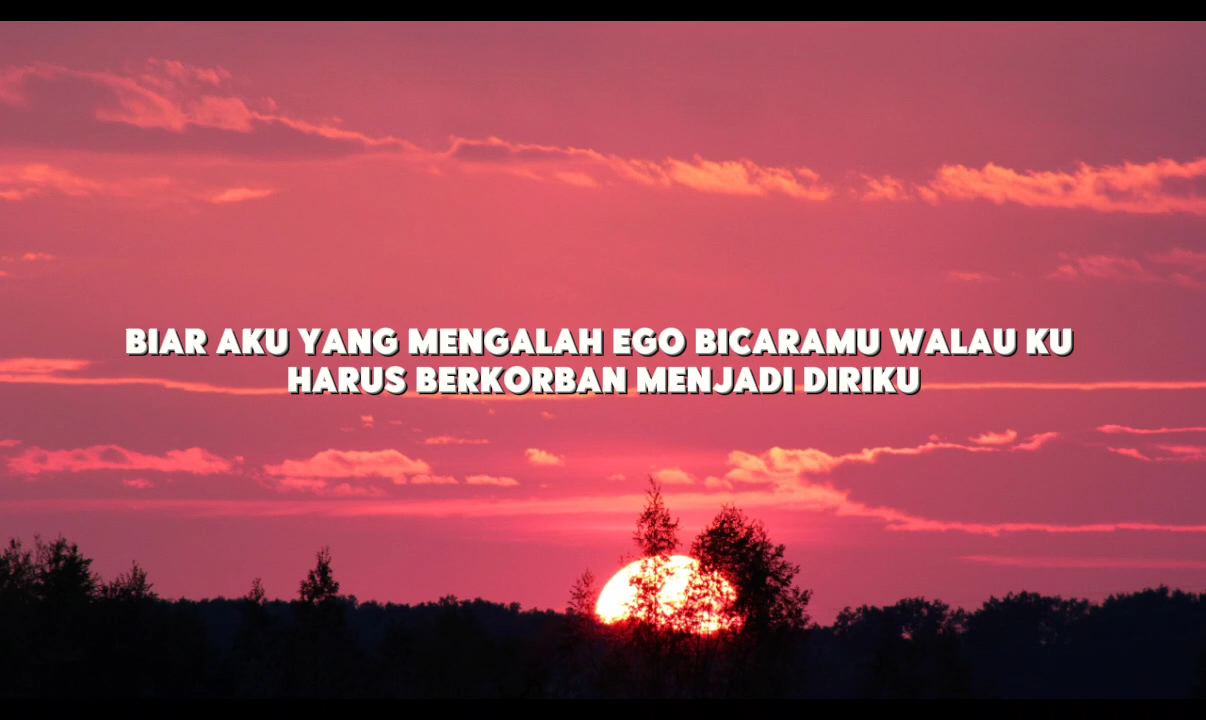 BIAR AKU YANG MENGALAH EGO BICARAMU WALAU KU
HARUS BERKORBAN MENJADI DIRIKU